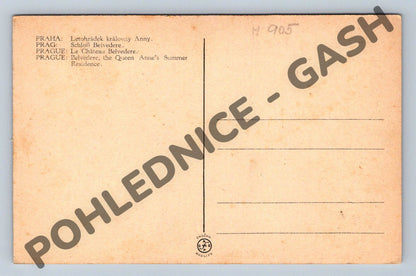 M 905
PRAHA: Letohrádek královny Anny.
PRAG: Schloß Belvedere.
PRAGUE: Le Château Belvedere.
PRAGUE: Belvedere, the Queen Anne's Summer
Residence.
POHLEDNICE - GASH